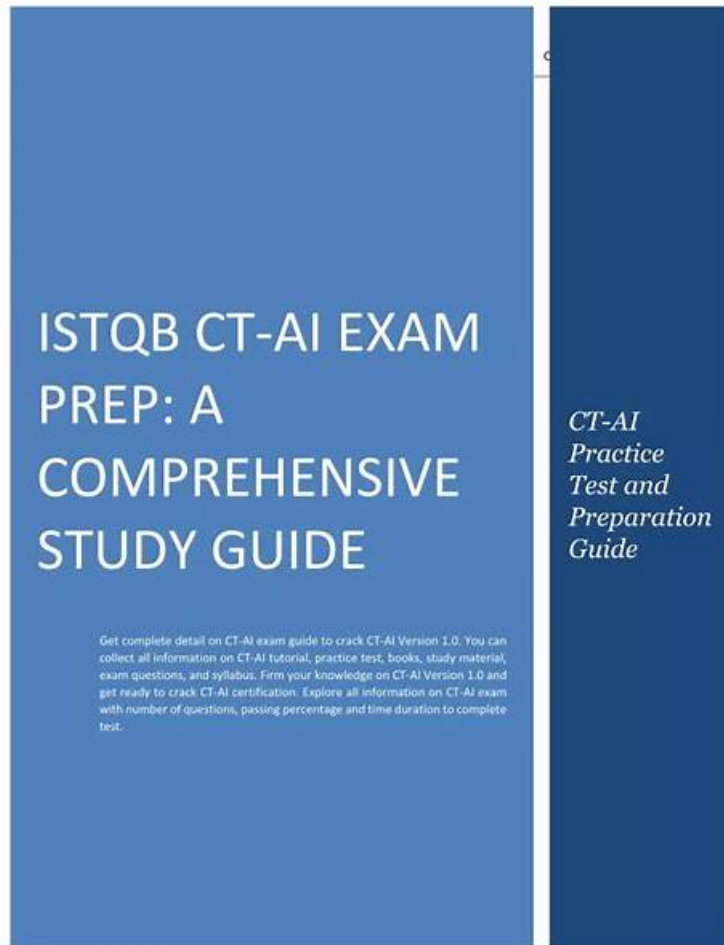 ISTQB CT-AI EXAM
PREP: A
COMPREHENSIVE
STUDY GUIDE
Get complete detail on CT-AI exam guide to crack CT-AI Version 1.0. You can
collect all information on CT-AI tutorial, practice test, books, study material,
exam questions, and syllabus. Firm your knowledge on CT-AI Version 1.0 and
get ready to crack CT-AI certification. Explore all information on CT-AI exam
with number of questions, passing percentage and time duration to complete
test.
CT-AI
Practice
Test and
Preparation
Guide